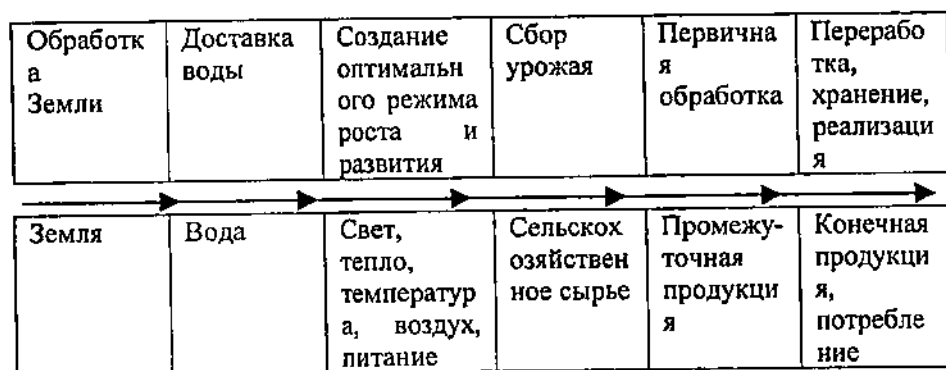 Обработк
а
Земли
Доставка
воды
Создание
оптимальн
ого режима
роста и
развития
Сбор
урожая
Первична
я
обработка
Перерабо
тка,
хранение,
реализаци
я
Земля
Вода
Свет,
тепло,
температур
а, воздух,
питание
Сельскох
озяйствен
ное сырье
Промежу-
точная
продукци
я
Конечная
продукци
я,
потребле
ние